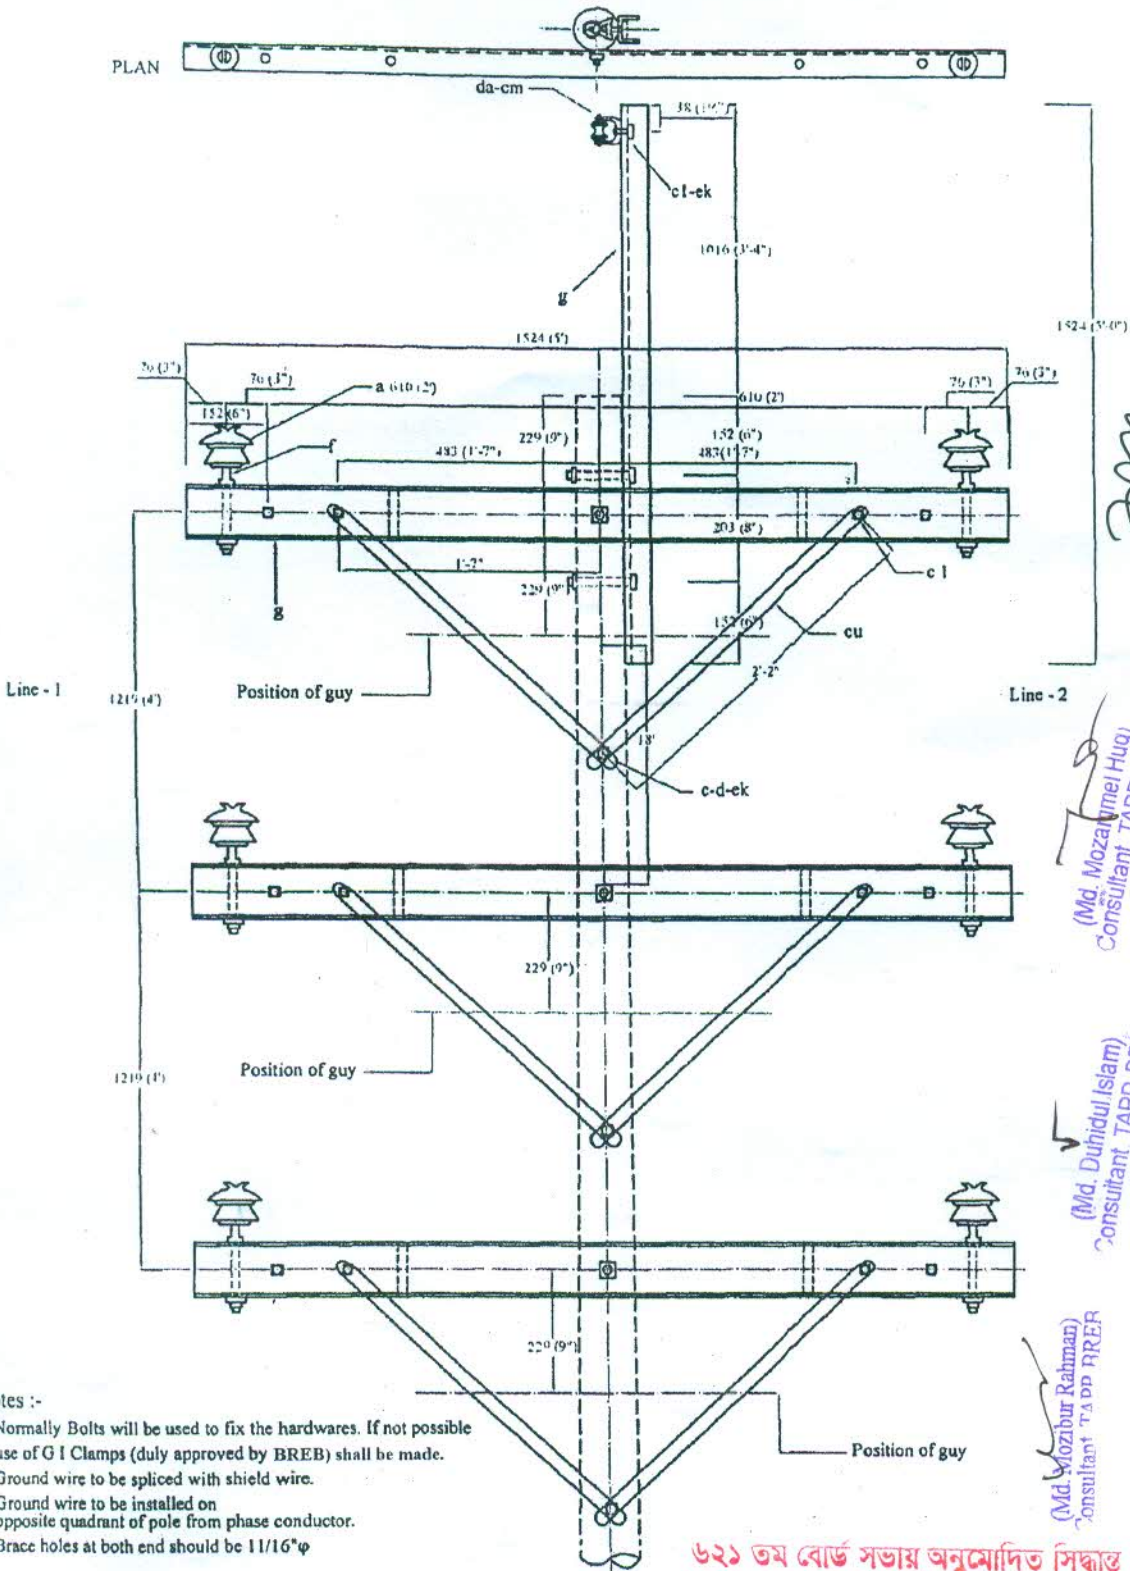 PLAN
da-cm
38 (1½")
c1-ek
1016 (3'-4")
g
1524 (5'-0")
1524 (5')
76 (3")
76 (3")
a
610 (2')
610 (2')
76 (3")
76 (3")
152 (6")
f
229 (9")
152 (6")
483 (1'-7")
483 (1'-7")
203 (8")
1'-7"
229 (9")
c 1
g
152 (6")
cu
2'-2"
Line - 1
1219 (4')
Position of guy
Line - 2
18"
c-d-ek
229 (9")
Position of guy
1219 (4')
229 (9")
Position of guy
tes :-
Normally Bolts will be used to fix the hardwares. If not possible
use of G I Clamps (duly approved by BREB) shall be made.
Ground wire to be spliced with shield wire.
Ground wire to be installed on
opposite quadrant of pole from phase conductor.
Brace holes at both end should be 11/16"φ
(Md. Mozammel Huq)
Consultant TAPP
(Md. Duhidul Islam)
Consultant TAPP
(Md. Mozibur Rahman)
Consultant TAPP BREB
৬২১ তম বোর্ড সভায় অনুমোদিত সিদ্ধান্ত